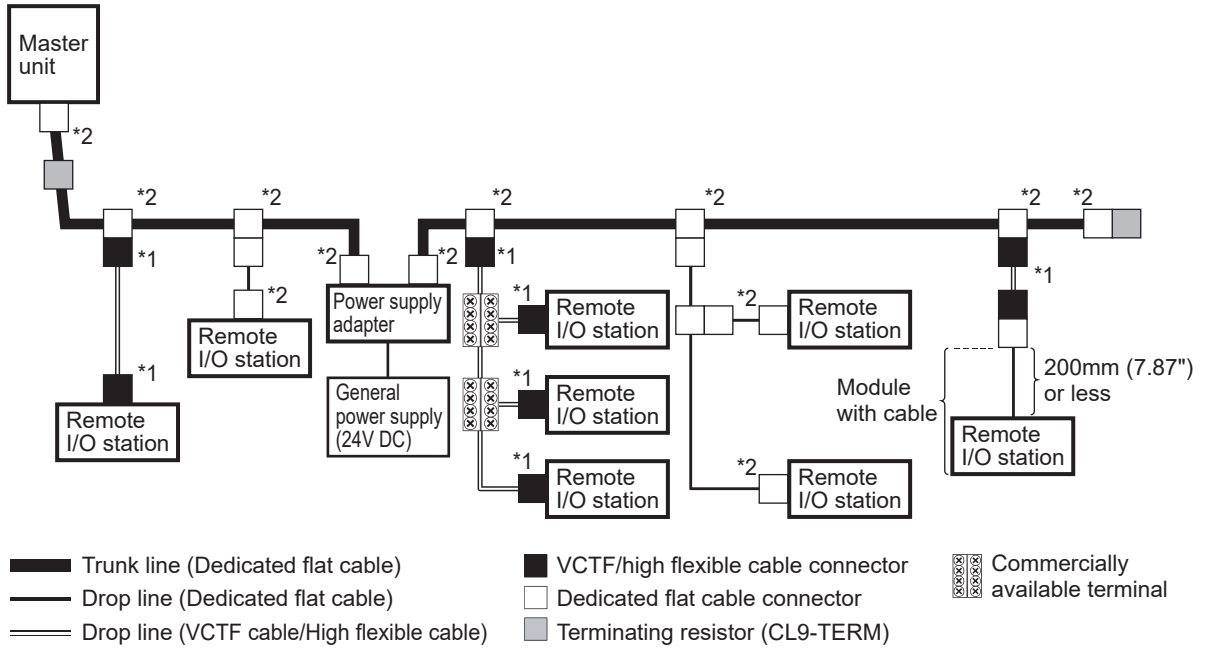 Master
unit
*2
*2
*2
*2
*2
*2
*2
*1
*2
*2
*1
*1
*2
*1
Power supply
adapter
Remote
I/O station
Remote
I/O station
*2
Remote
I/O station
*1
General
power supply
(24V DC)
*1
Remote
I/O station
Module
with cable
200mm (7.87")
or less
Remote
I/O station
*1
Remote
I/O station
*2
Remote
I/O station
Remote
I/O station
Trunk line (Dedicated flat cable)
Drop line (Dedicated flat cable)
Drop line (VCTF cable/High flexible cable)
VCTF/high flexible cable connector
Dedicated flat cable connector
Terminating resistor (CL9-TERM)
Commercially
available terminal